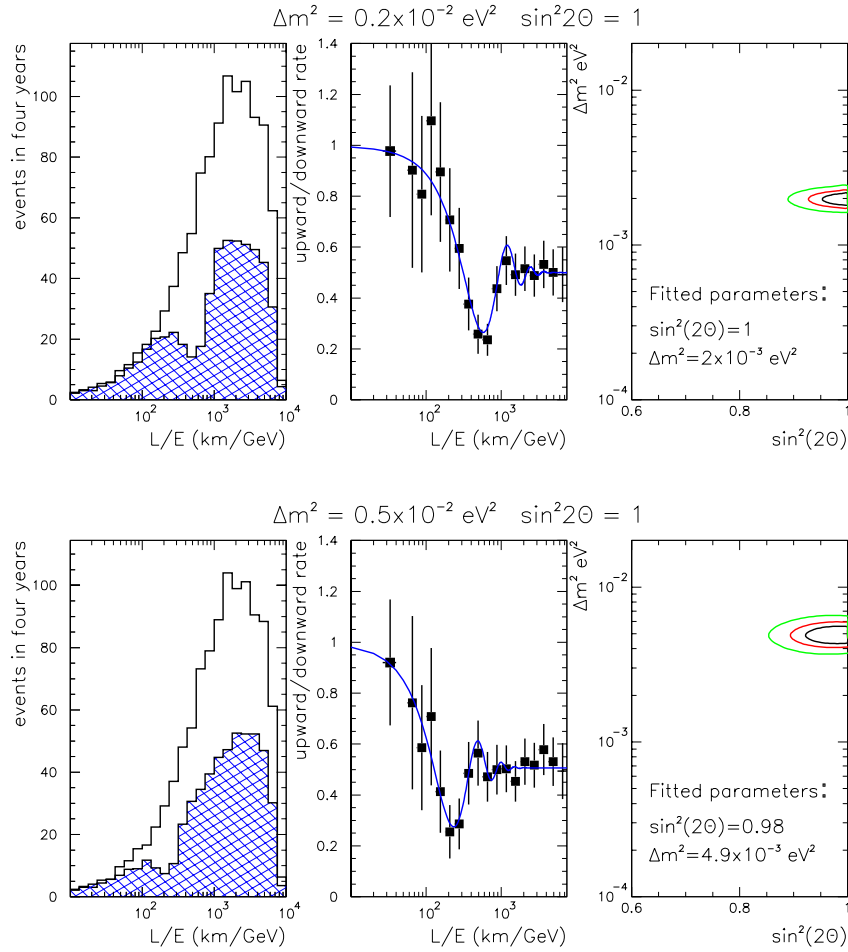 Δm² = 0.2x10⁻² eV² sin²2Θ = 1
events in four years
100
80
60
40
20
0
10² 10³ 10⁴
L/E (km/GeV)
upward/downward rate
1.4
1.2
1
0.8
0.6
0.4
0.2
0
10² 10³
L/E (km/GeV)
Δm² eV²
10⁻²
10⁻³
10⁻⁴
Fitted parameters:
sin²(2Θ)=1
Δm²=2x10⁻³ eV²
0.6 0.8 1
sin²(2Θ)
Δm² = 0.5x10⁻² eV² sin²2Θ = 1
events in four years
100
80
60
40
20
0
10² 10³ 10⁴
L/E (km/GeV)
upward/downward rate
1.4
1.2
1
0.8
0.6
0.4
0.2
0
10² 10³
L/E (km/GeV)
Δm² eV²
10⁻²
10⁻³
10⁻⁴
Fitted parameters:
sin²(2Θ)=0.98
Δm²=4.9x10⁻³ eV²
0.6 0.8 1
sin²(2Θ)